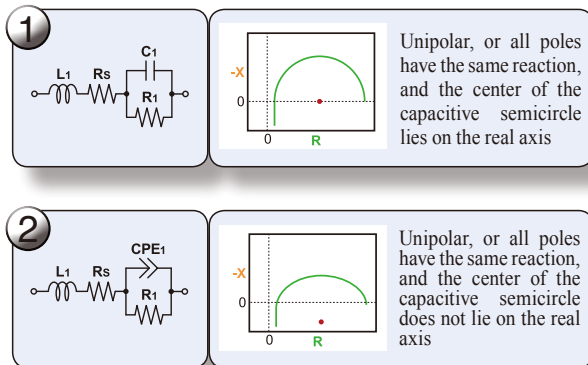 1
C1
L1 Rs
R1
-X
0
0
R
Unipolar, or all poles
have the same reaction,
and the center of the
capacitive semicircle
lies on the real axis
2
CPE1
L1 Rs
R1
-X
0
0
R
Unipolar, or all poles
have the same reaction,
and the center of the
capacitive semicircle
does not lie on the real
axis